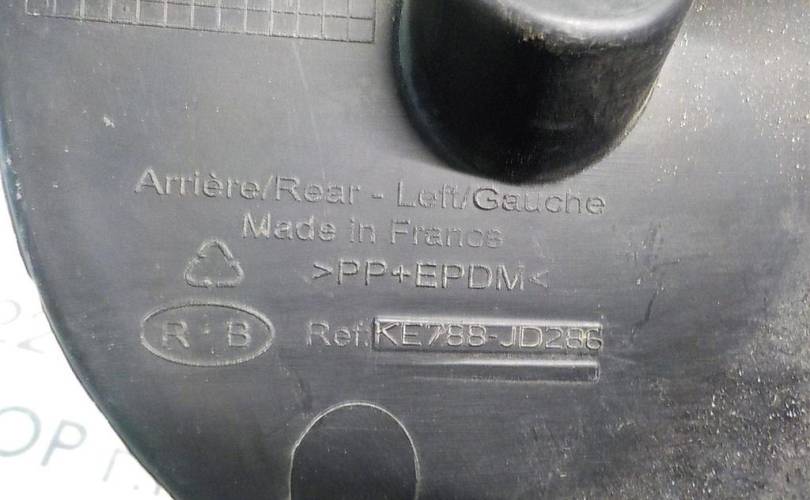 Arrière/Rear - Left/Gauche
Made in France
>PP+EPDM<
R B
Ref. KE788-JD286